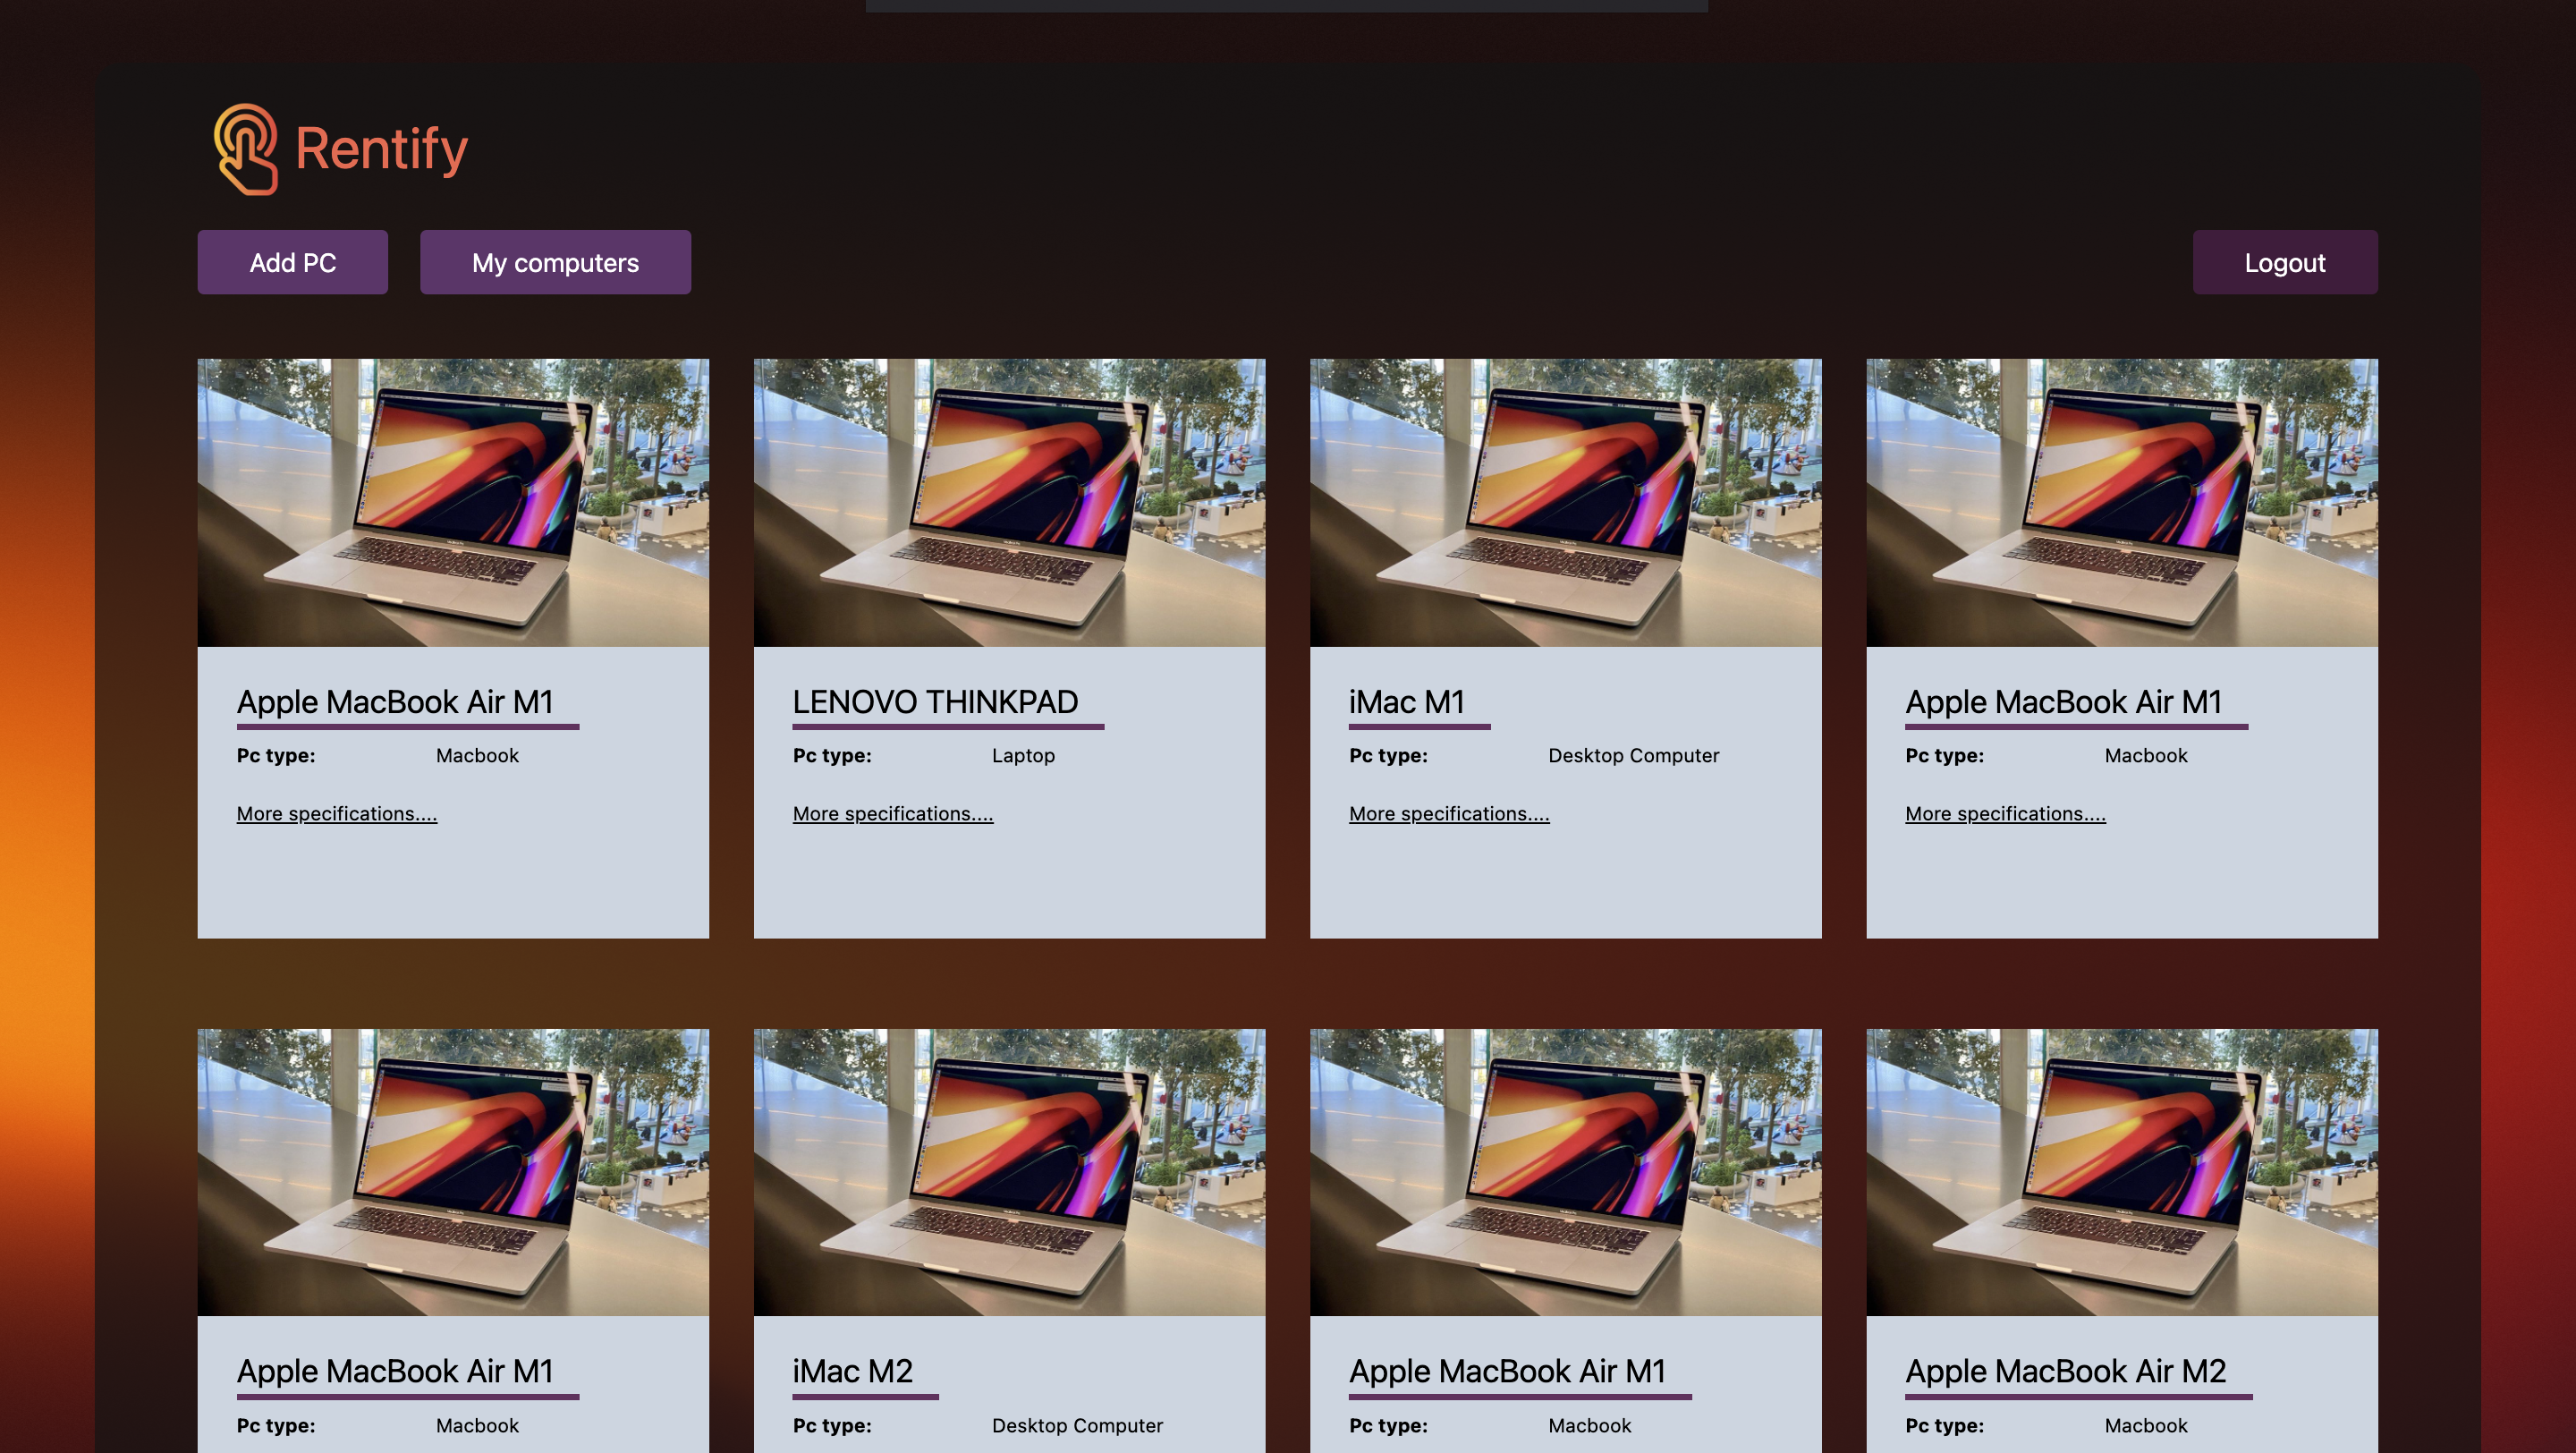 Rentify
Add PC
My computers
Logout
Apple MacBook Air M1
Pc type: Macbook
More specifications....
LENOVO THINKPAD
Pc type: Laptop
More specifications....
iMac M1
Pc type: Desktop Computer
More specifications....
Apple MacBook Air M1
Pc type: Macbook
More specifications....
Apple MacBook Air M1
Pc type: Macbook
iMac M2
Pc type: Desktop Computer
Apple MacBook Air M1
Pc type: Macbook
Apple MacBook Air M2
Pc type: Macbook